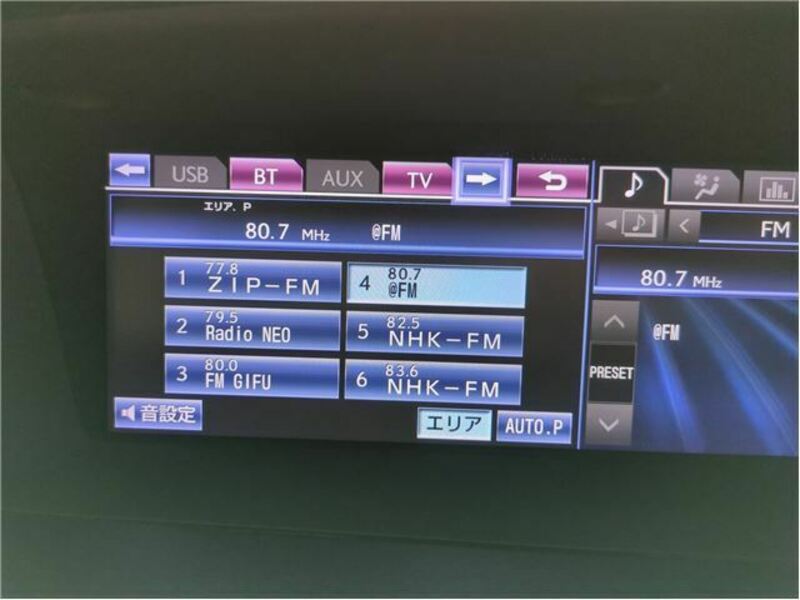 USB BT AUX TV
エリア. P
80.7 MHz @FM
1 77.8 ZIP-FM
2 79.5 Radio NEO
3 80.0 FM GIFU
4 80.7 @FM
5 82.5 NHK-FM
6 83.6 NHK-FM
音設定 エリア AUTO.P
FM
80.7 MHz
@FM
PRESET